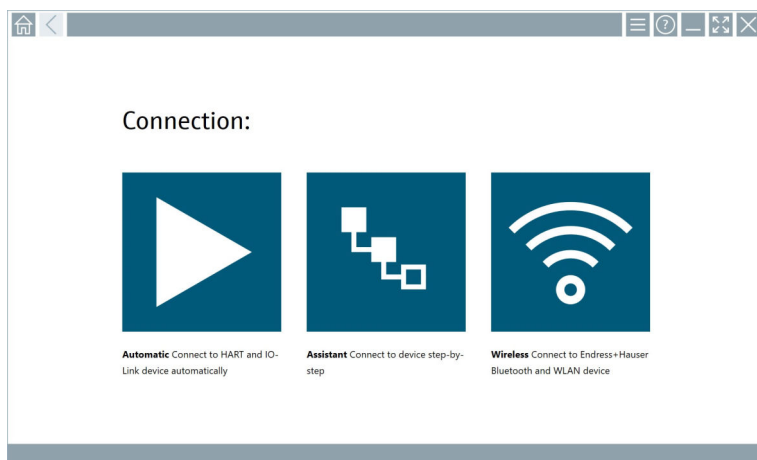 Connection:
Automatic Connect to HART and IO-
Link device automatically
Assistant Connect to device step-by-
step
Wireless Connect to Endress+Hauser
Bluetooth and WLAN device